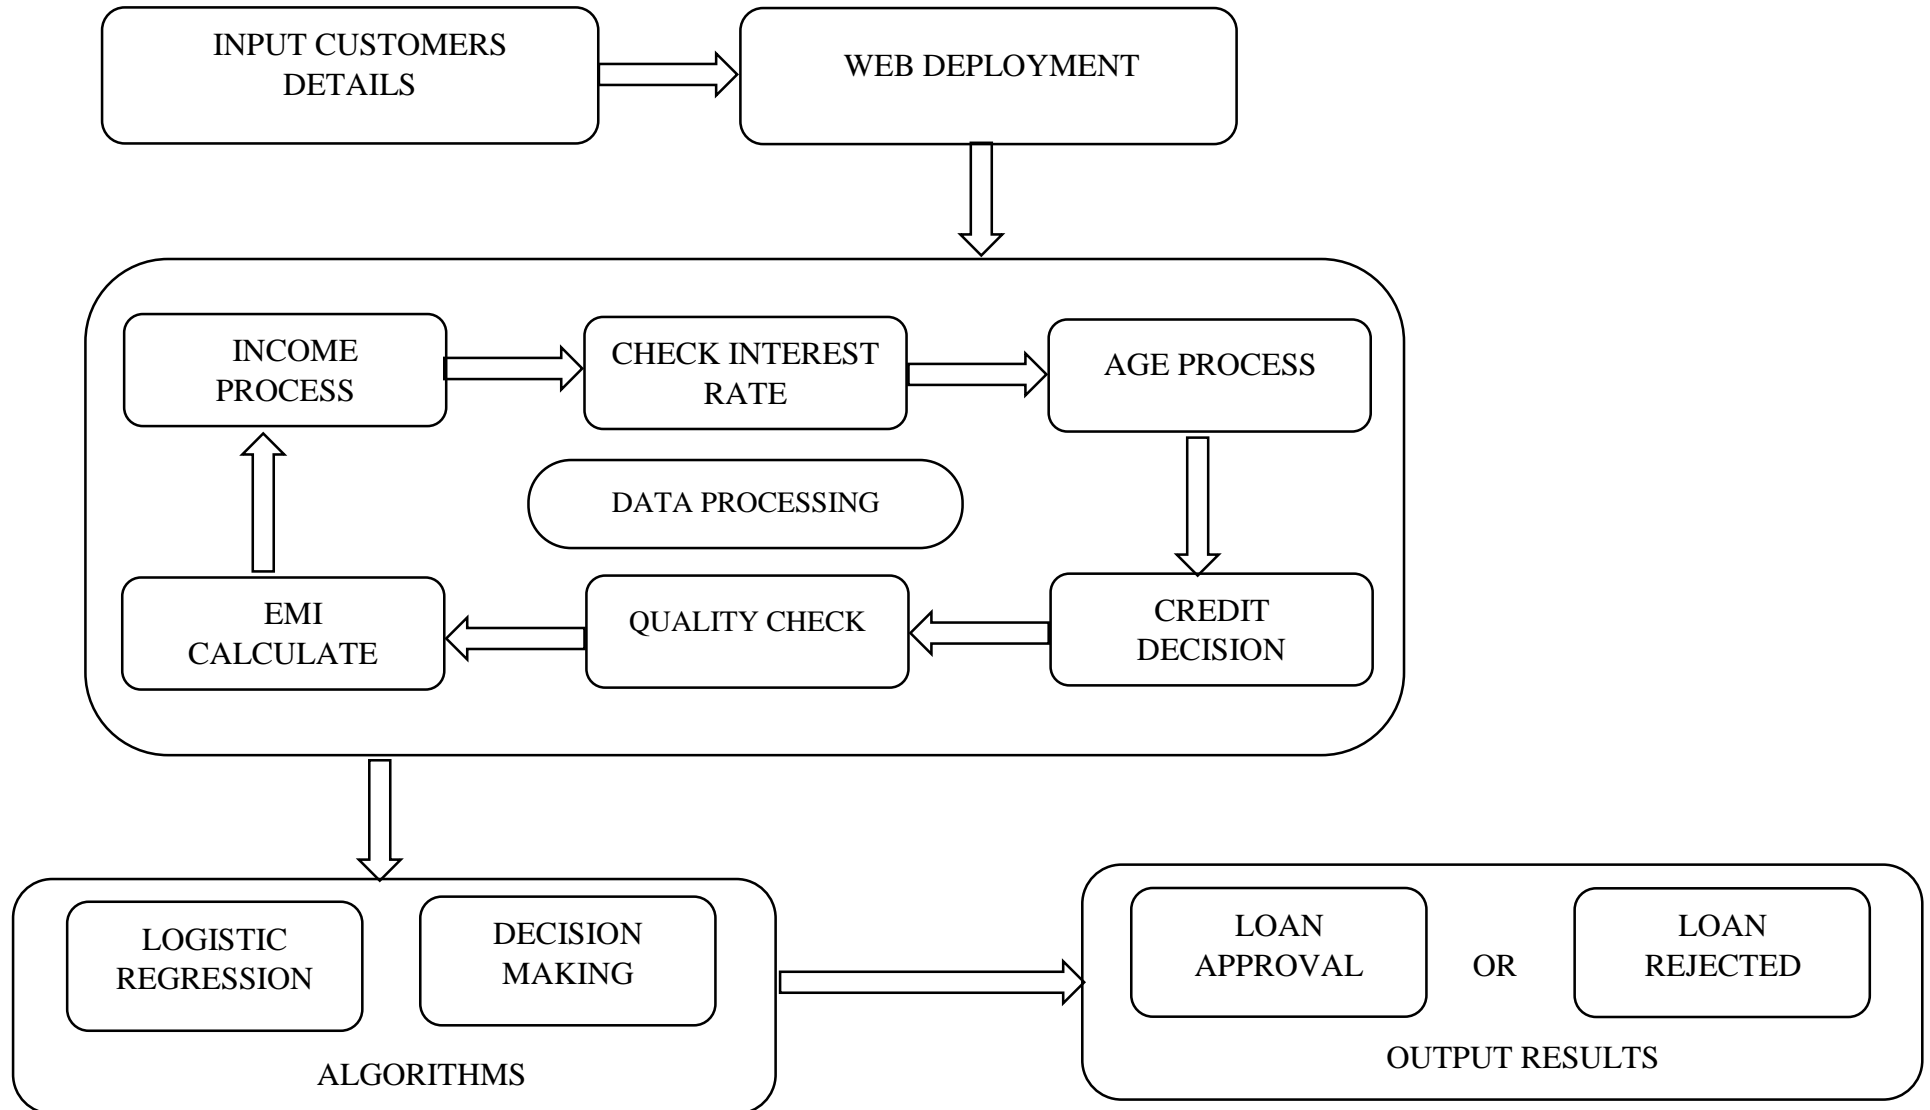 INPUT CUSTOMERS
DETAILS
WEB DEPLOYMENT
INCOME
PROCESS
CHECK INTEREST
RATE
AGE PROCESS
DATA PROCESSING
EMI
CALCULATE
QUALITY CHECK
CREDIT
DECISION
LOGISTIC
REGRESSION
DECISION
MAKING
ALGORITHMS
LOAN
APPROVAL
OR
LOAN
REJECTED
OUTPUT RESULTS